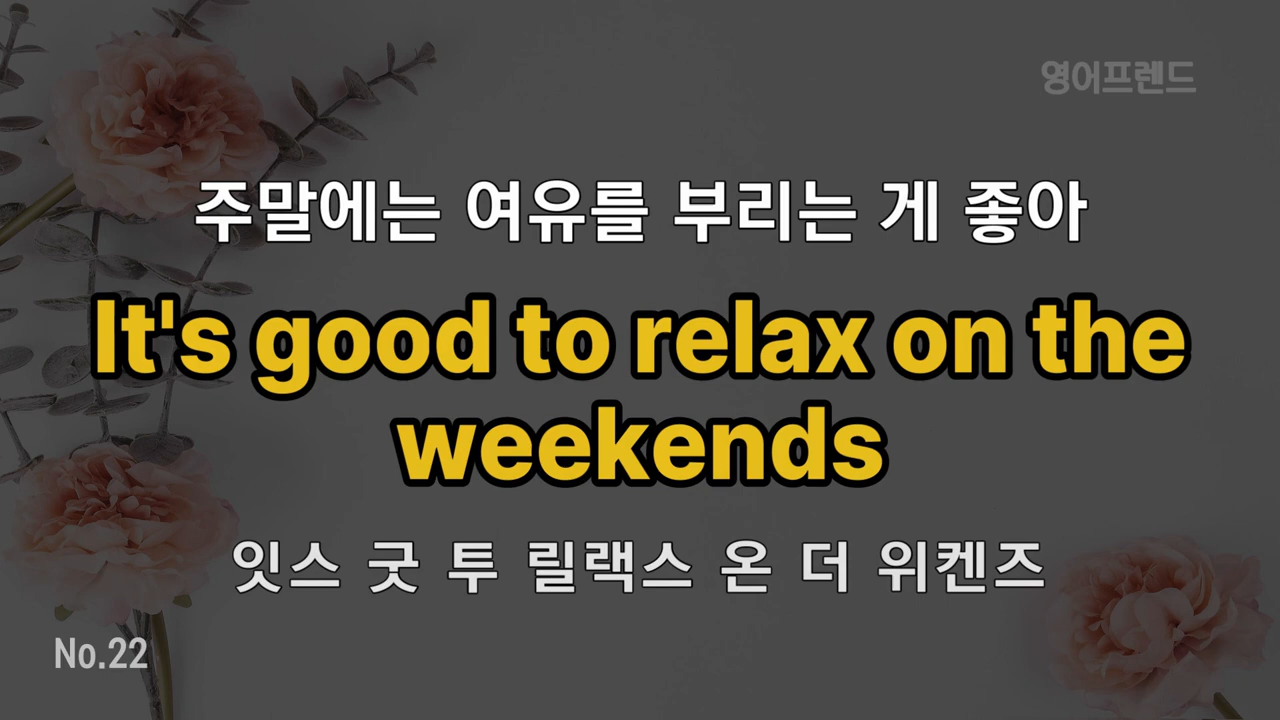 영어프렌드
주말에는 여유를 부리는 게 좋아
It's good to relax on the
weekends
잇스 굿 투 릴랙스 온 더 위켄즈
No.22